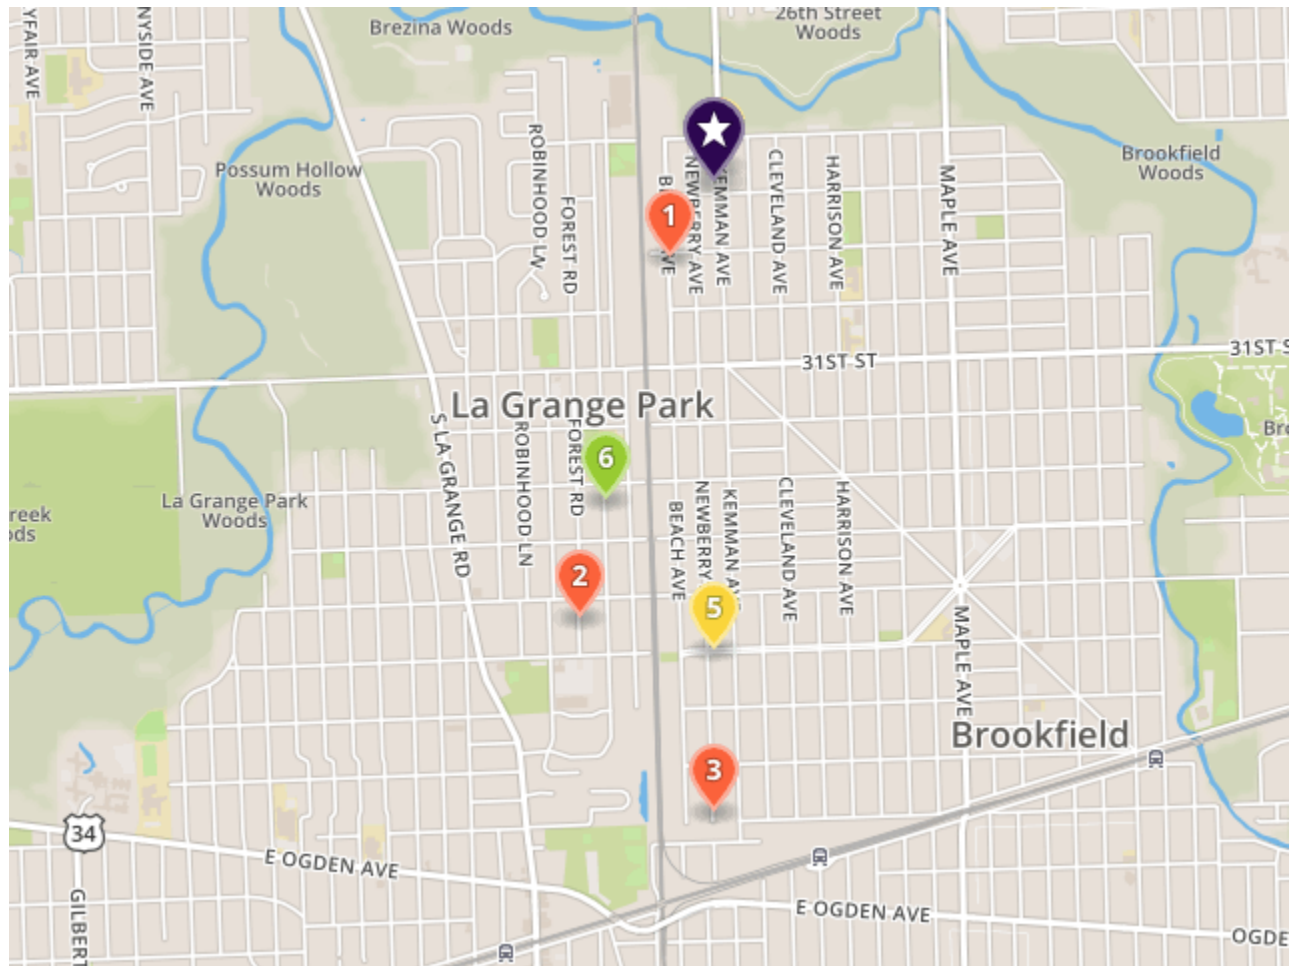 YFAIR AVE
NYSIDE AVE
Brezina Woods
26th Street
Woods
Possum Hollow
Woods
ROBINHOOD LN
FOREST RD
NEWBERRY AVE
KEMMAN AVE
CLEVELAND AVE
HARRISON AVE
MAPLE AVE
Brookfield
Woods
1
31ST ST
31ST S
La Grange Park
S LA GRANGE RD
ROBINHOOD LN
FOREST RD
6
La Grange Park
Woods
reek
ods
Bro
BEACH AVE
NEWBERRY
KEMMAN AVE
CLEVELAND AVE
HARRISON AVE
2
5
MAPLE AVE
Brookfield
3
34
E OGDEN AVE
GILBERT
E OGDEN AVE
OGDE